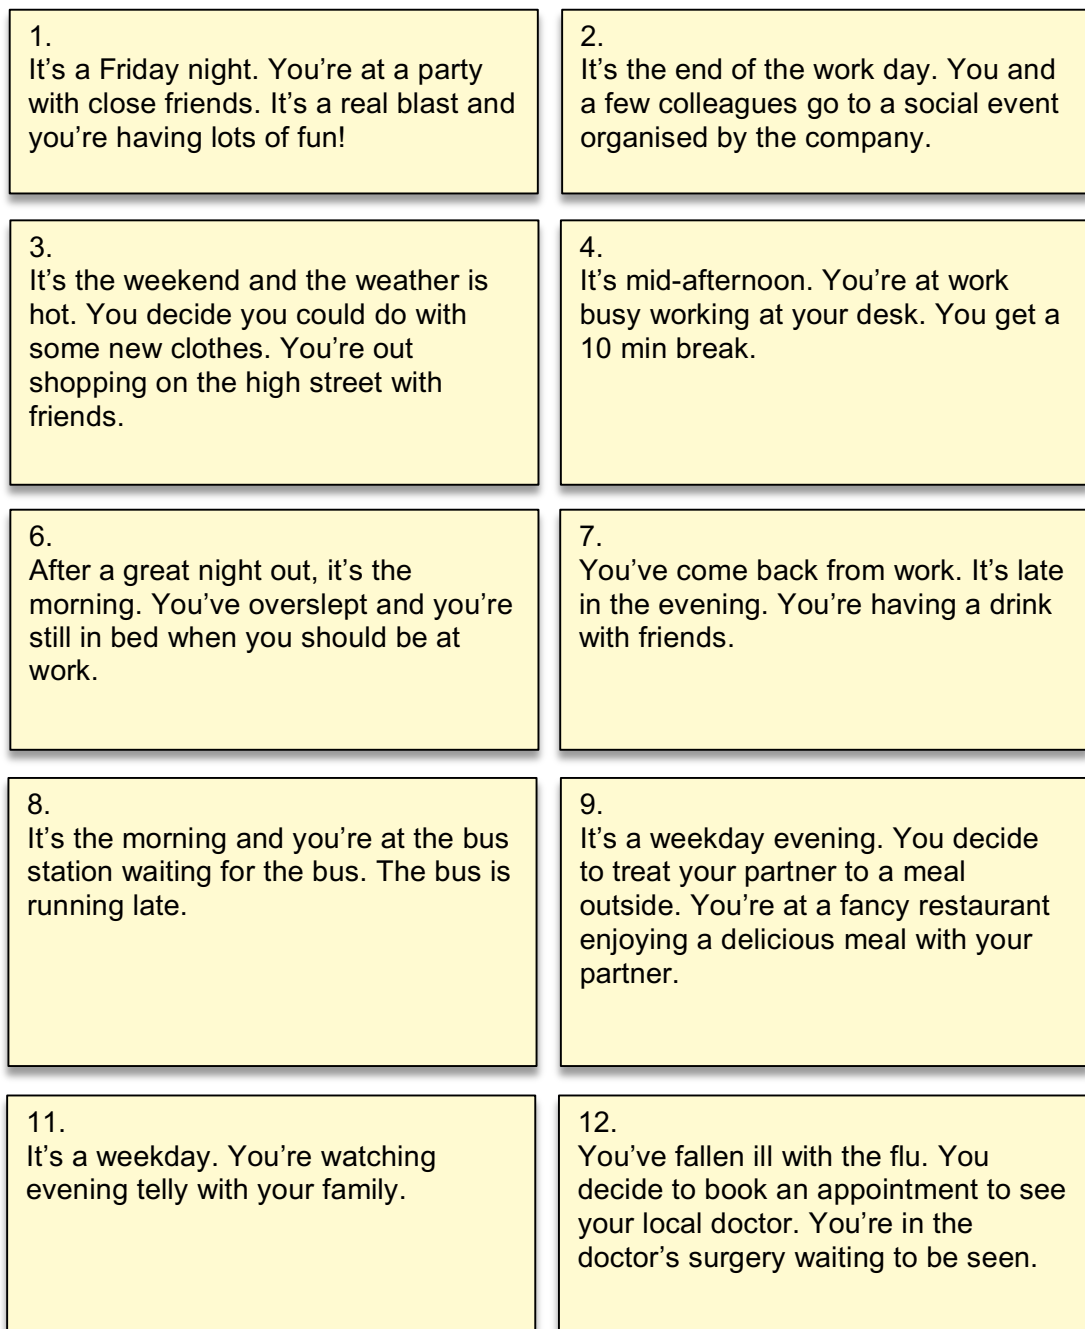 1.
It's a Friday night. You're at a party
with close friends. It's a real blast and
you're having lots of fun!
2.
It's the end of the work day. You and
a few colleagues go to a social event
organised by the company.
3.
It's the weekend and the weather is
hot. You decide you could do with
some new clothes. You're out
shopping on the high street with
friends.
4.
It's mid-afternoon. You're at work
busy working at your desk. You get a
10 min break.
6.
After a great night out, it's the
morning. You've overslept and you're
still in bed when you should be at
work.
7.
You've come back from work. It's late
in the evening. You're having a drink
with friends.
8.
It's the morning and you're at the bus
station waiting for the bus. The bus is
running late.
9.
It's a weekday evening. You decide
to treat your partner to a meal
outside. You're at a fancy restaurant
enjoying a delicious meal with your
partner.
11.
It's a weekday. You're watching
evening telly with your family.
12.
You've fallen ill with the flu. You
decide to book an appointment to see
your local doctor. You're in the
doctor's surgery waiting to be seen.